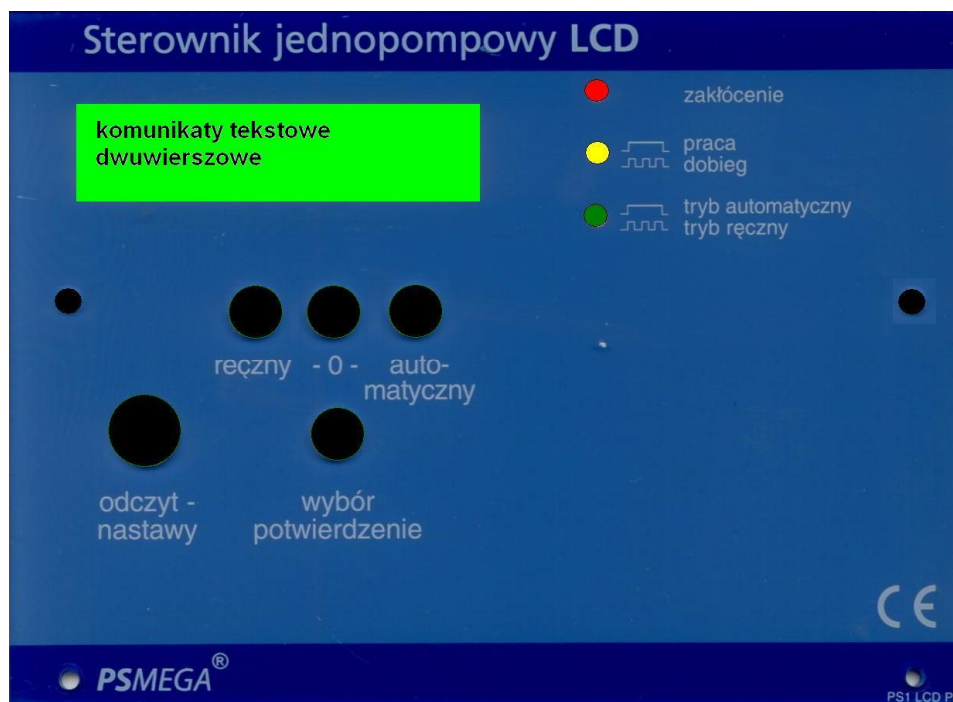 Sterownik jednopompowy LCD
komunikaty tekstowe
dwuwierszowe
zakłócenie
praca
dobieg
tryb automatyczny
tryb ręczny
ręczny - 0 - auto-
matyczny
odczyt -
nastawy
wybór
potwierdzenie
CE
PSMEGA®
PS1 LCD P